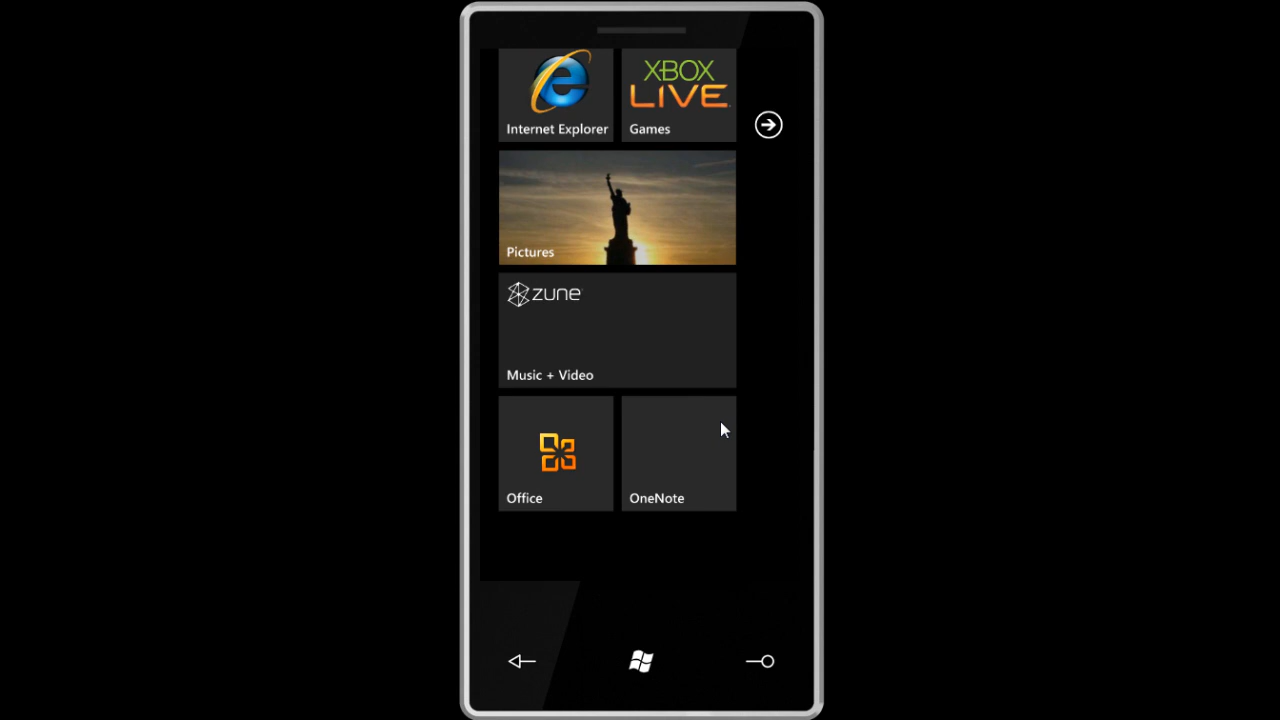 XBOX
LIVE
Internet Explorer
Games
Pictures
zune
Music + Video
Office
OneNote